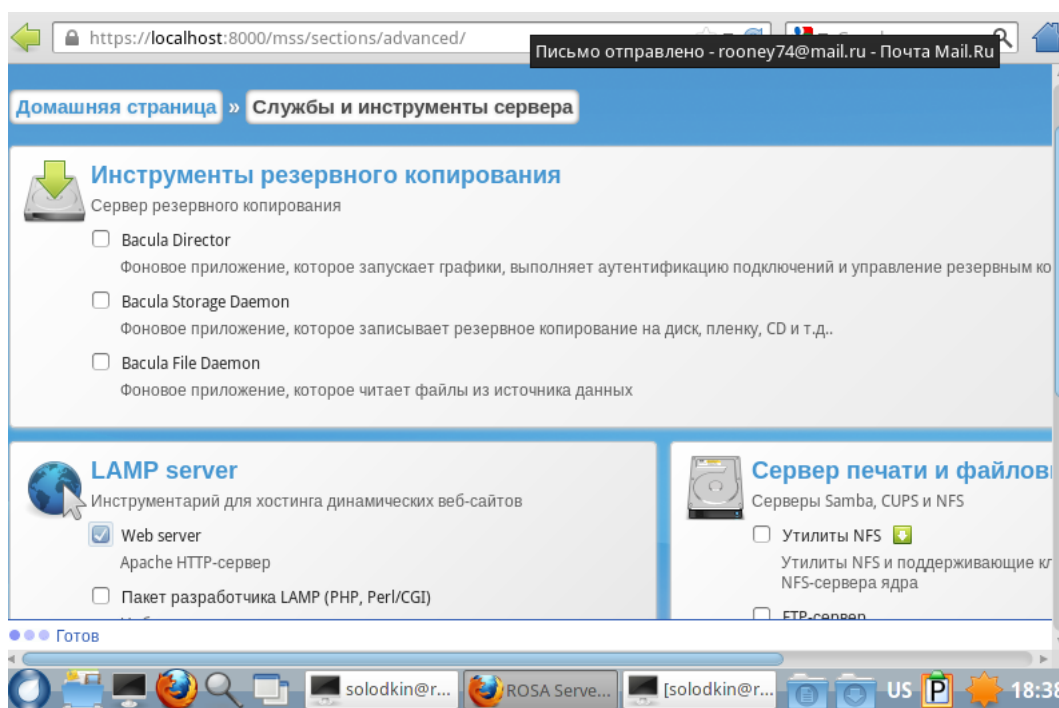 https://localhost:8000/mss/sections/advanced/
Письмо отправлено - rooney74@mail.ru - Почта Mail.Ru
Домашняя страница » Службы и инструменты сервера
Инструменты резервного копирования
Сервер резервного копирования
Bacula Director
Фоновое приложение, которое запускает графики, выполняет аутентификацию подключений и управление резервным ко
Bacula Storage Daemon
Фоновое приложение, которое записывает резервное копирование на диск, пленку, CD и т.д..
Bacula File Daemon
Фоновое приложение, которое читает файлы из источника данных
LAMP server
Инструментарий для хостинга динамических веб-сайтов
Web server
Apache HTTP-сервер
Пакет разработчика LAMP (PHP, Perl/CGI)
Сервер печати и файлов
Серверы Samba, CUPS и NFS
Утилиты NFS
Утилиты NFS и поддерживающие кл
NFS-сервера ядра
FTP-сервер
Готов
solodkin@r...
ROSA Serve...
[solodkin@r...
US
P
18:38